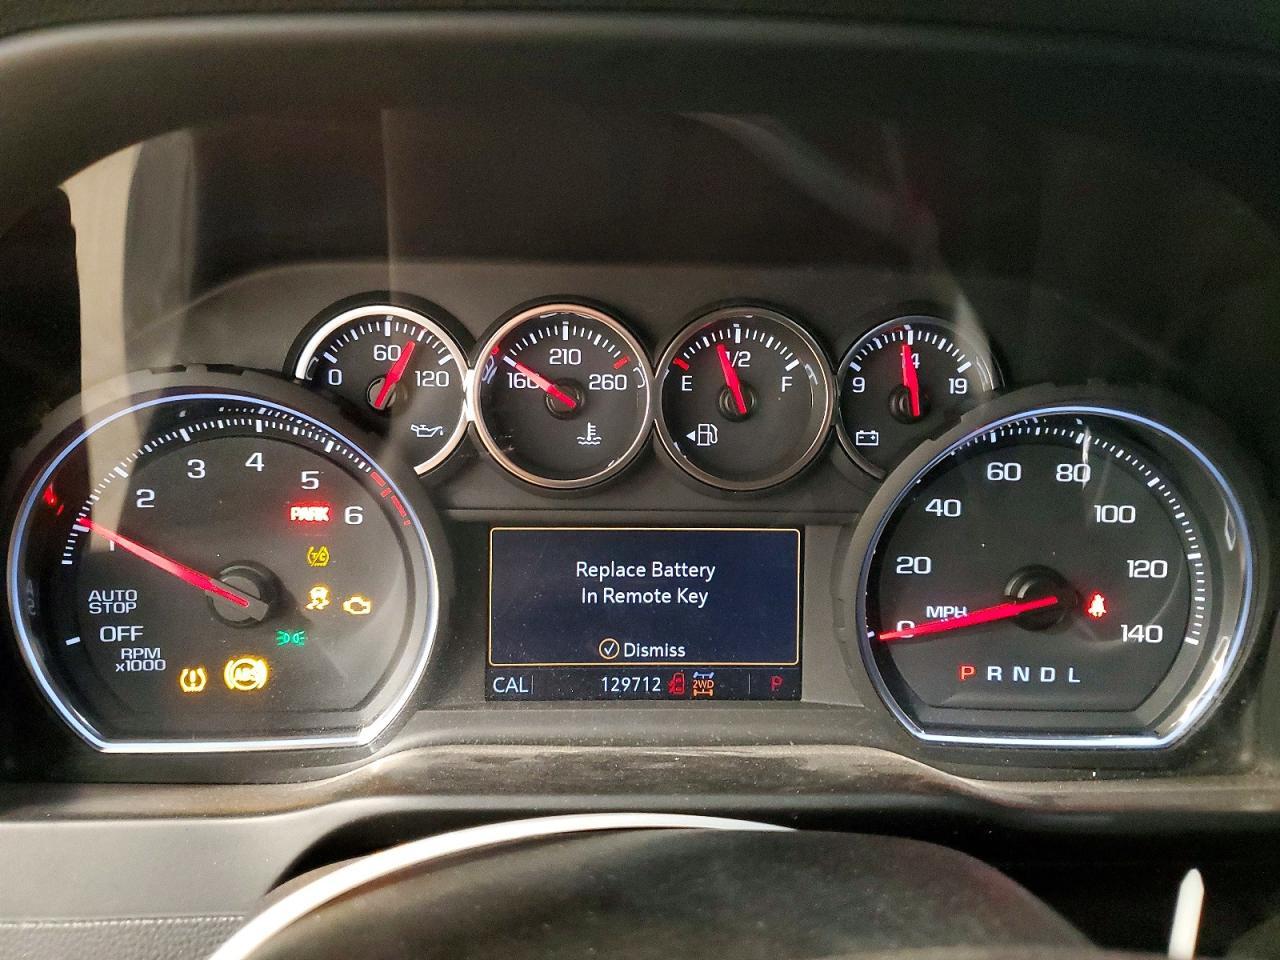 0 60 120
160 210 260
E 1/2 F
9 14 19
1 2 3 4 5 6
PARK
T/C
AUTO
STOP
OFF
RPM
x1000
ABS
Replace Battery
In Remote Key
Dismiss
CAL 129712 2WD P
0 20 40 60 80 100 120 140
MPH
P R N D L